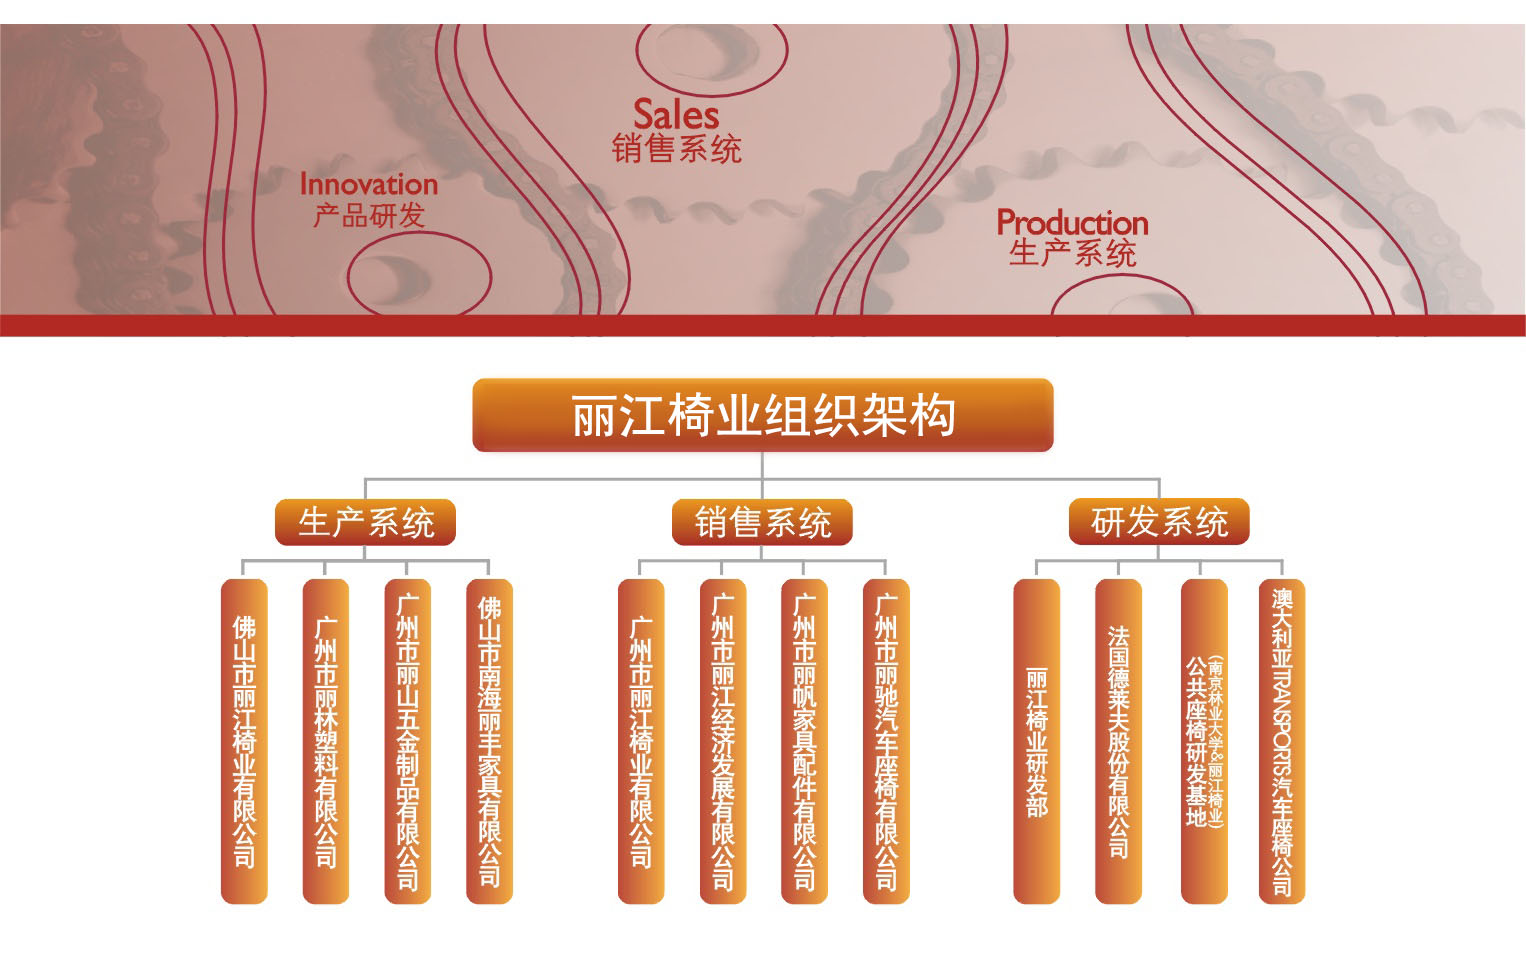 Sales
销售系统
Innovation
产品研发
Production
生产系统
丽江椅业组织架构
生产系统
销售系统
研发系统
佛山市丽江椅业有限公司
广州市丽林塑料有限公司
广州市丽山五金制品有限公司
佛山市南海丽丰家具有限公司
广州市丽江椅业有限公司
广州市丽江经济发展有限公司
广州市丽帆家具配件有限公司
广州市丽驰汽车座椅有限公司
丽江椅业研发部
法国德莱夫股份有限公司
公共座椅研发基地
(南京林业大学&丽江椅业)
澳大利亚TRANSPORTS汽车座椅公司